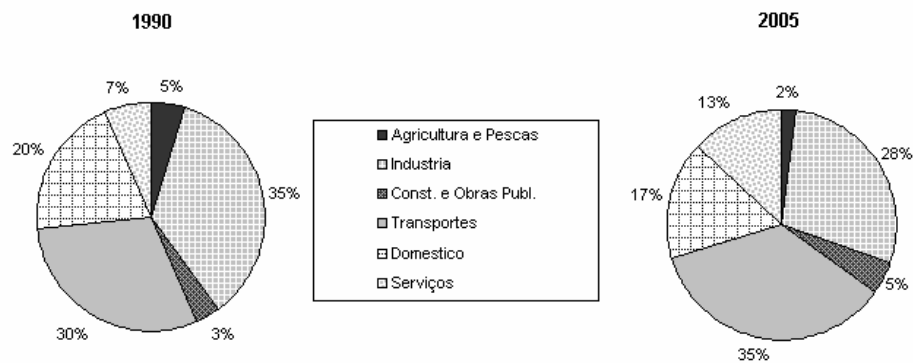 1990
2005
7%
5%
20%
35%
30%
3%
Agricultura e Pescas
Industria
Const. e Obras Publ.
Transportes
Domestico
Serviços
2%
13%
28%
17%
5%
35%